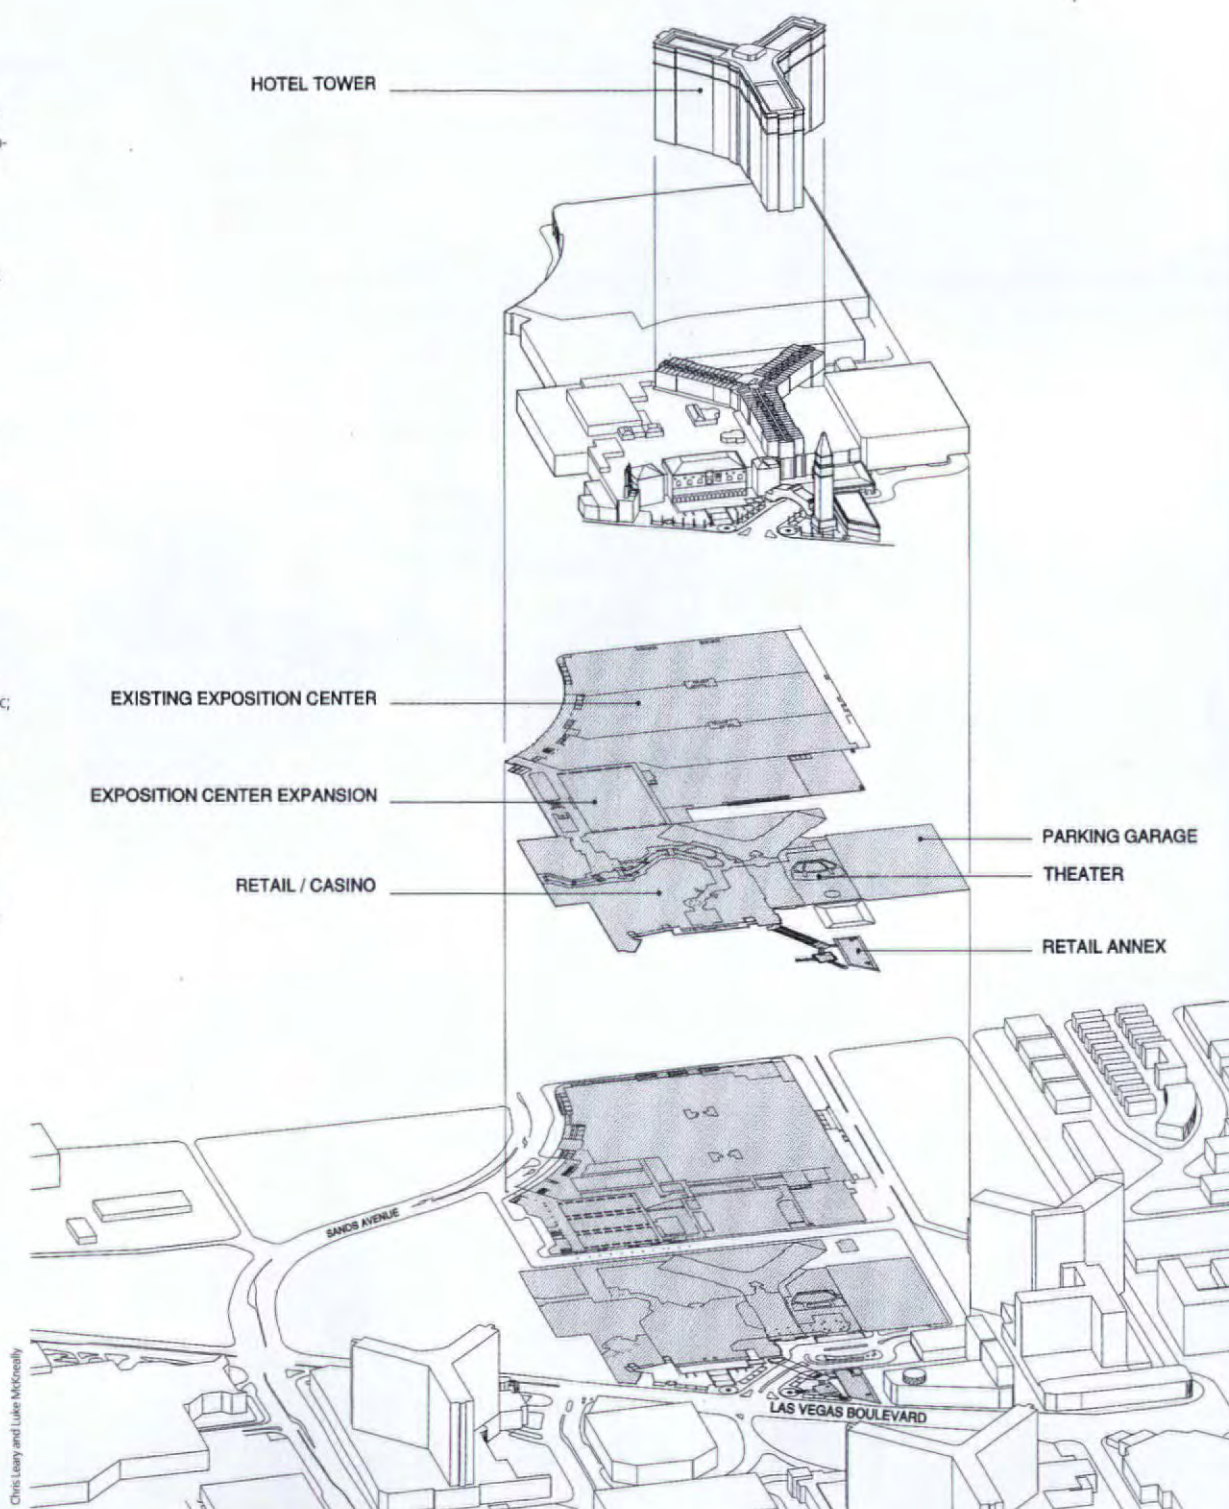 HOTEL TOWER
c;
EXISTING EXPOSITION CENTER
EXPOSITION CENTER EXPANSION
PARKING GARAGE
THEATER
RETAIL / CASINO
RETAIL ANNEX
SANDS AVENUE
LAS VEGAS BOULEVARD
Chris Leary and Luke McKneally